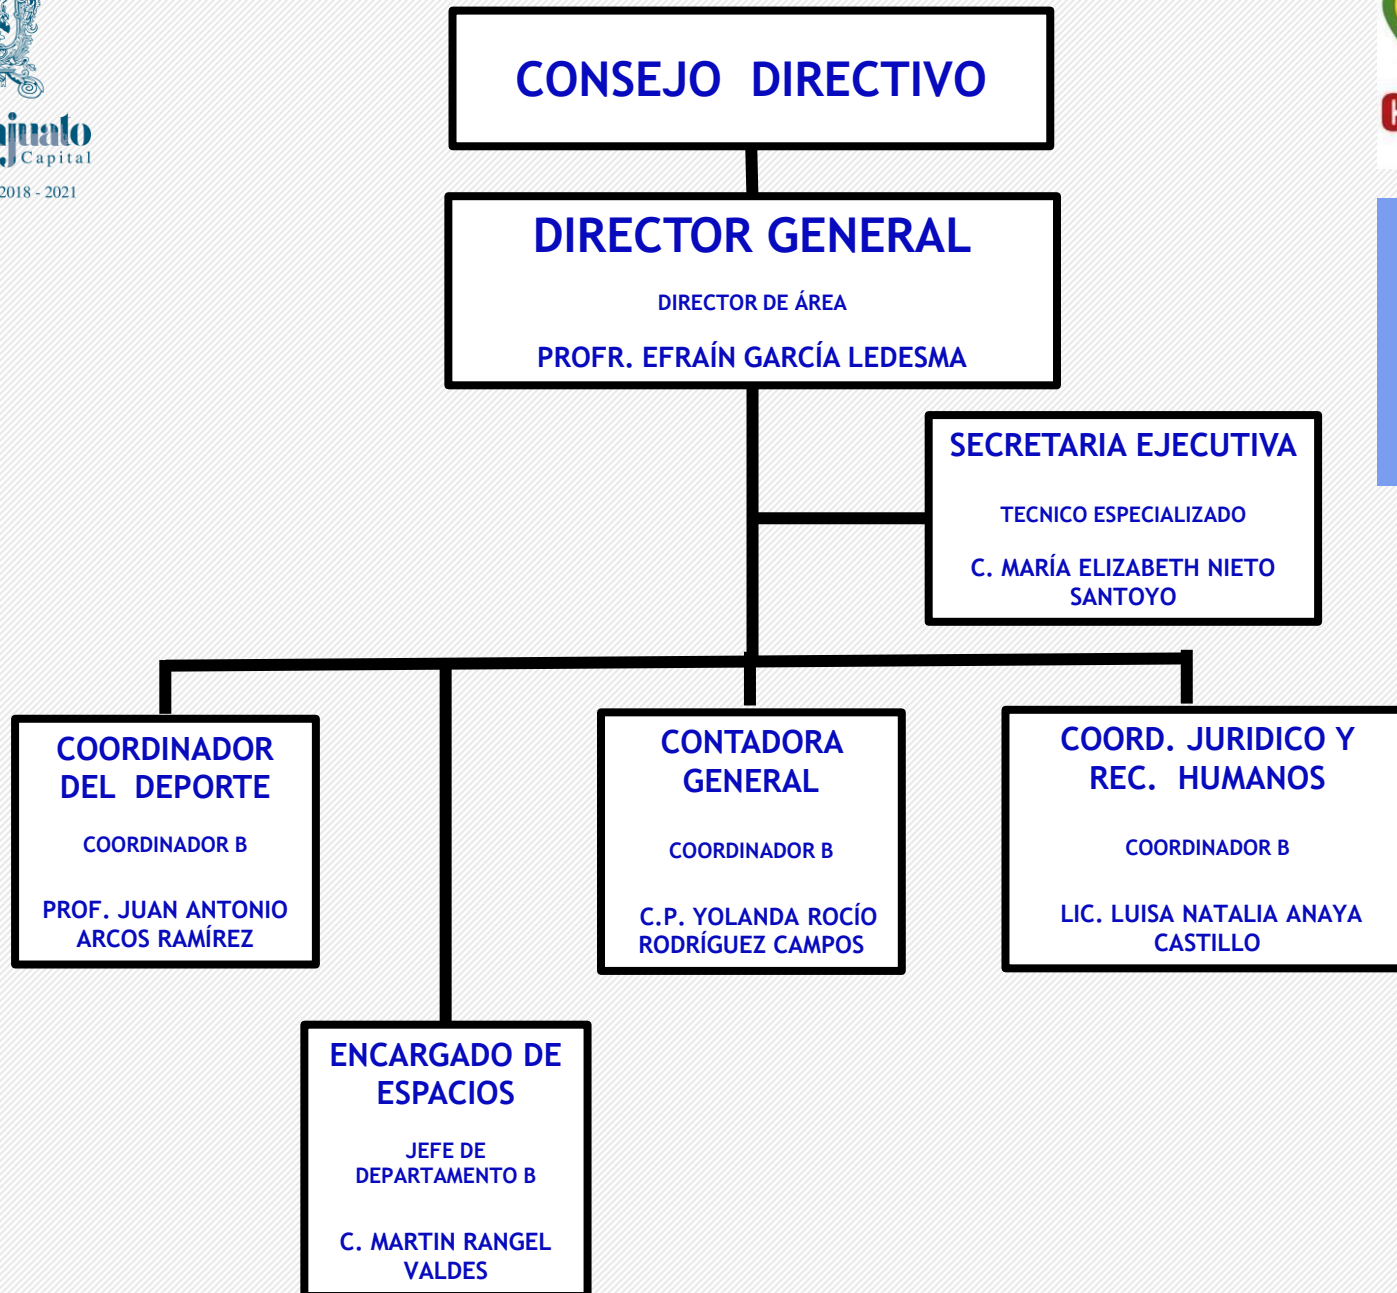 Capital
2018 - 2021
CONSEJO DIRECTIVO
DIRECTOR GENERAL
DIRECTOR DE ÁREA
PROFR. EFRAÍN GARCÍA LEDESMA
SECRETARIA EJECUTIVA
TECNICO ESPECIALIZADO
C. MARÍA ELIZABETH NIETO
SANTOYO
COORDINADOR
DEL DEPORTE
COORDINADOR B
PROF. JUAN ANTONIO
ARCOS RAMÍREZ
CONTADORA
GENERAL
COORDINADOR B
C.P. YOLANDA ROCÍO
RODRÍGUEZ CAMPOS
COORD. JURIDICO Y
REC. HUMANOS
COORDINADOR B
LIC. LUISA NATALIA ANAYA
CASTILLO
ENCARGADO DE
ESPACIOS
JEFE DE
DEPARTAMENTO B
C. MARTIN RANGEL
VALDES